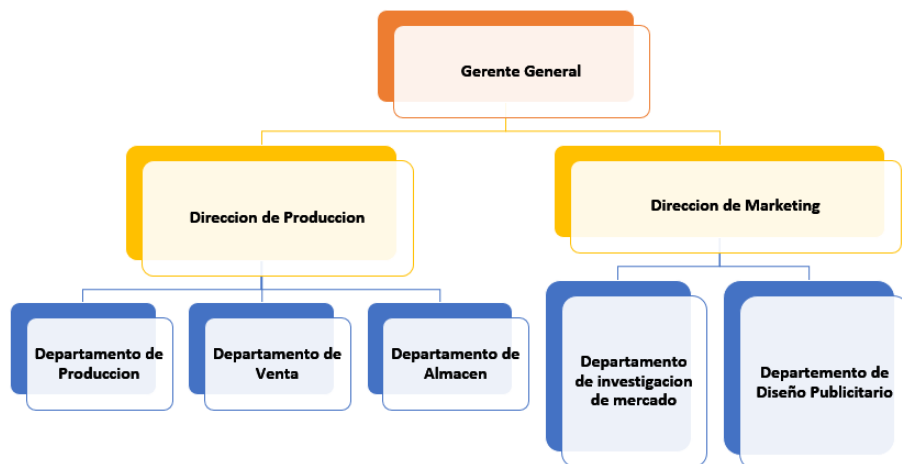 Gerente General
Direccion de Produccion
Direccion de Marketing
Departamento de
Produccion
Departamento de
Venta
Departamento de
Almacen
Departamento
de investigacion
de mercado
Departemento de
Diseño Publicitario